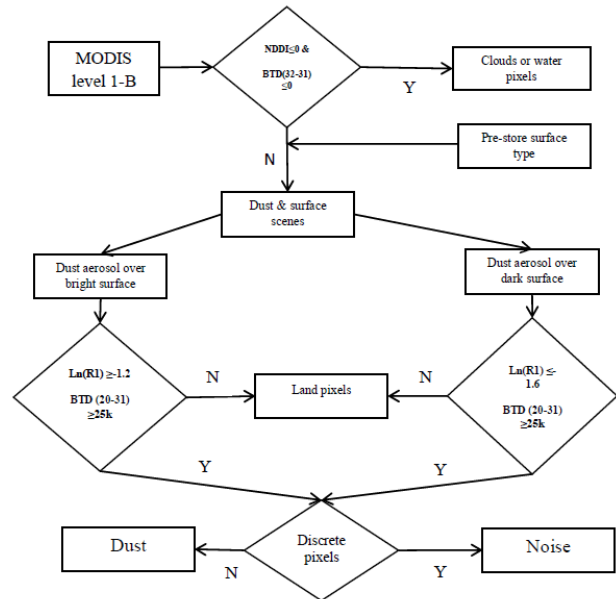 MODIS
level 1-B
NDDI≤0 &
BTD(32-31)
≤0
Y
Clouds or water
pixels
N
Pre-store surface
type
Dust & surface
scenes
Dust aerosol over
bright surface
Dust aerosol over
dark surface
Ln(R1) ≥-1.2
BTD (20-31)
≥25k
N
Land pixels
N
Ln(R1) ≤-
1.6
BTD (20-31)
≥25k
Y
Y
Dust
N
Discrete
pixels
Y
Noise